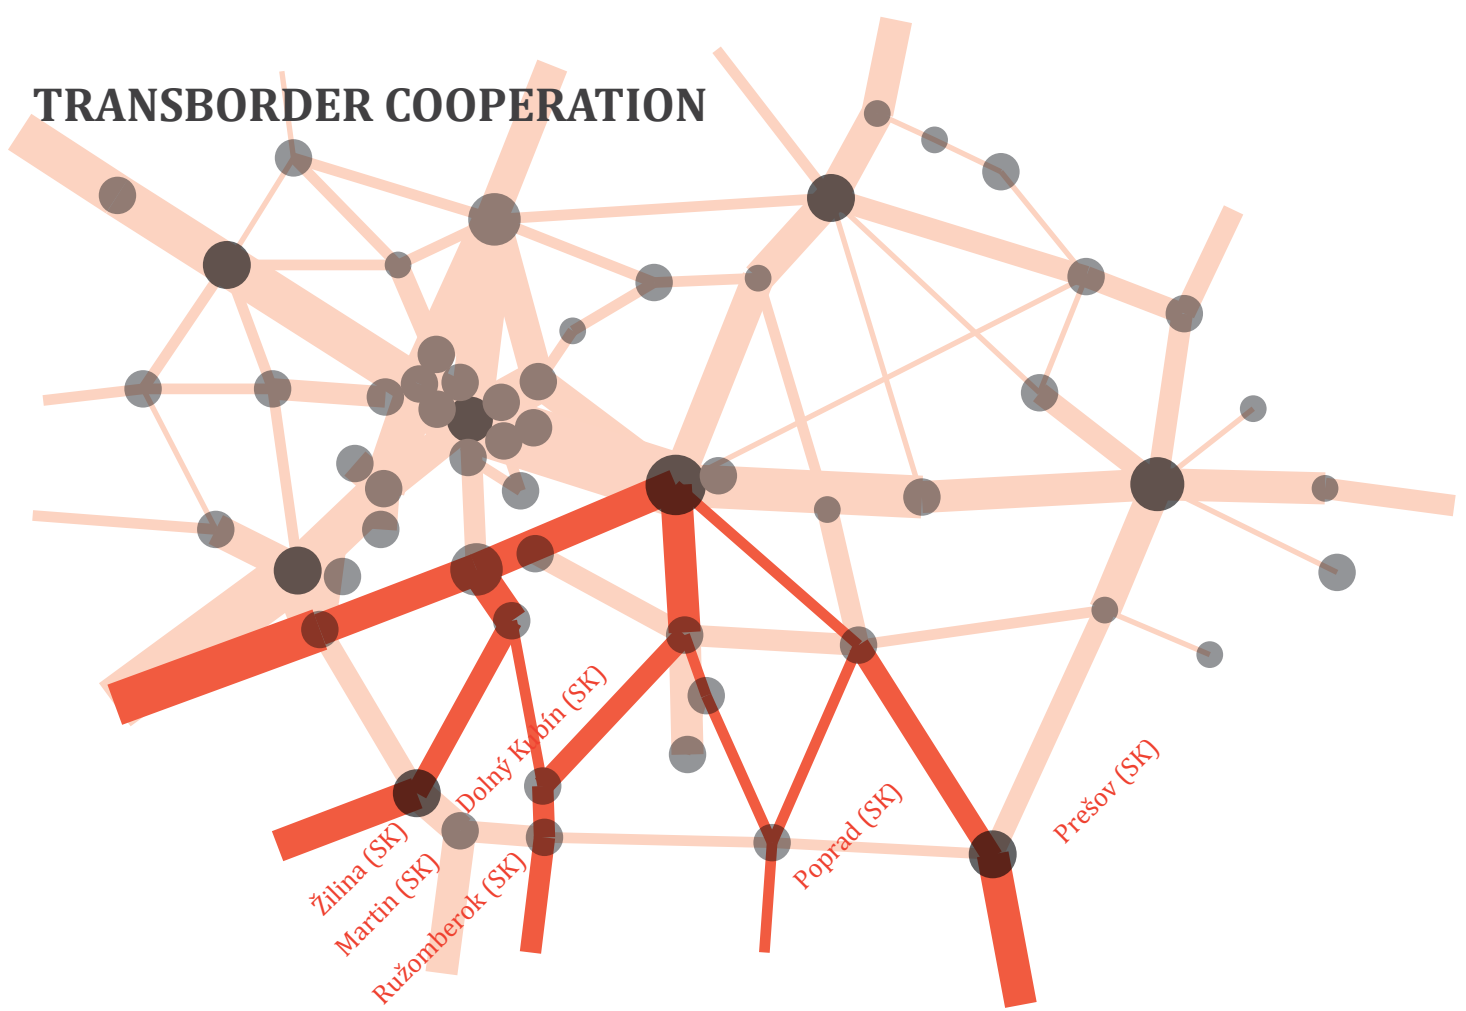 TRANSBORDER COOPERATION
Dolný Kubín (SK)
Žilina (SK)
Martin (SK)
Ružomberok (SK)
Poprad (SK)
Prešov (SK)